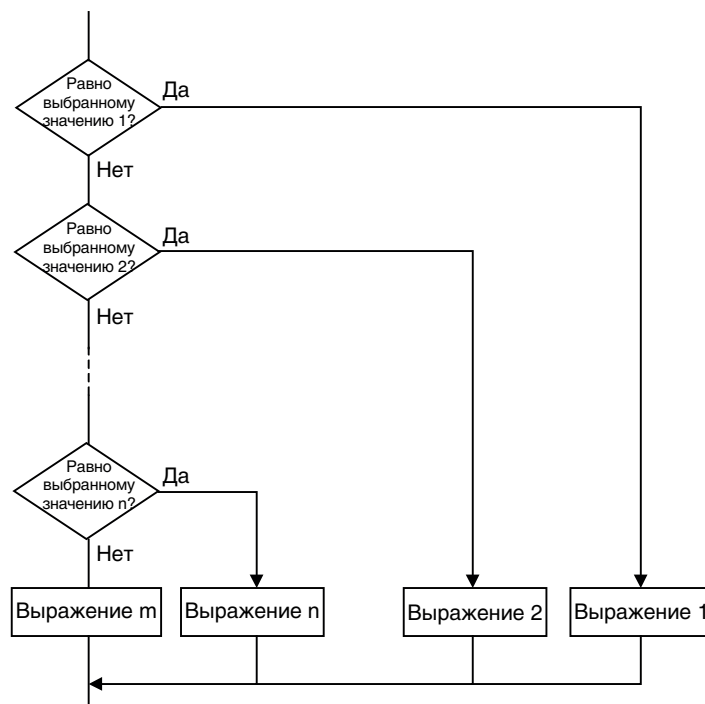 Равно
выбранному
значению 1?
Да
Нет
Равно
выбранному
значению 2?
Да
Нет
Равно
выбранному
значению n?
Да
Нет
Выражение m
Выражение n
Выражение 2
Выражение 1